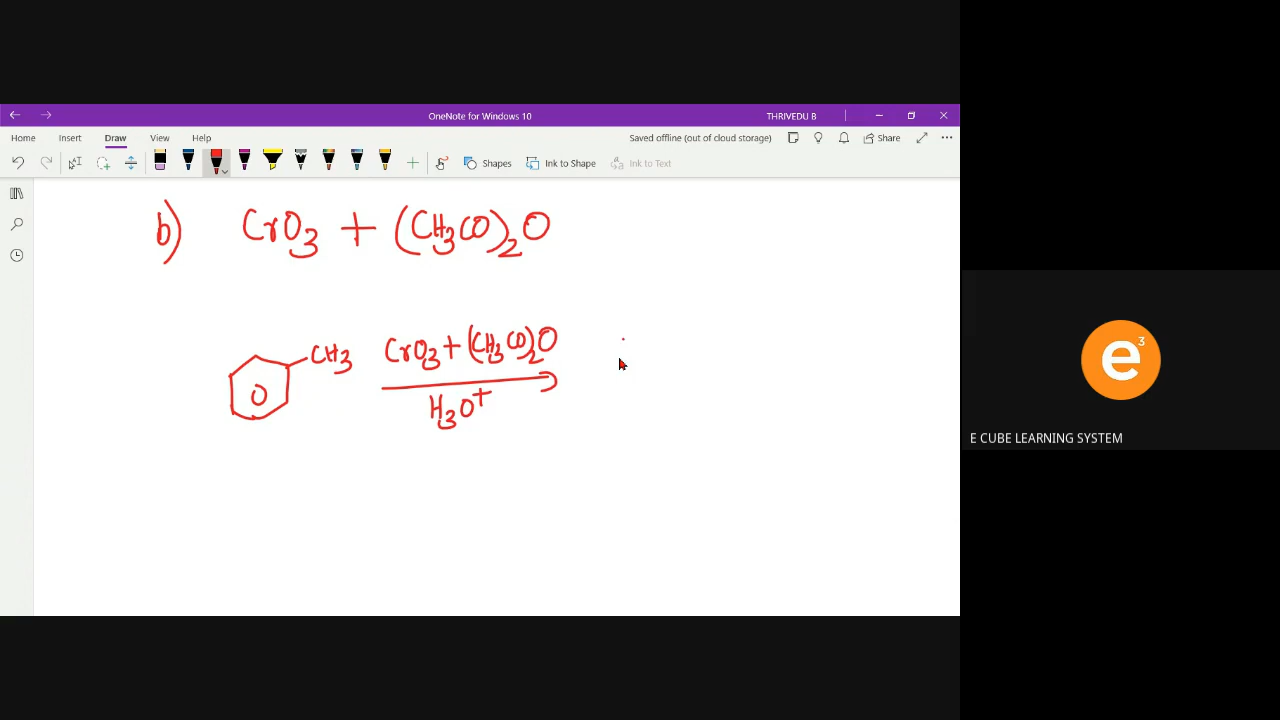 OneNote for Windows 10
THRIVEDU B
Home Insert Draw View Help
Saved offline (out of cloud storage)
Share
Shapes
Ink to Shape
Ink to Text
b) CrO3 + (CH3CO)2O
CH3
CrO3 + (CH3CO)2O
H3O+
e3
E CUBE LEARNING SYSTEM